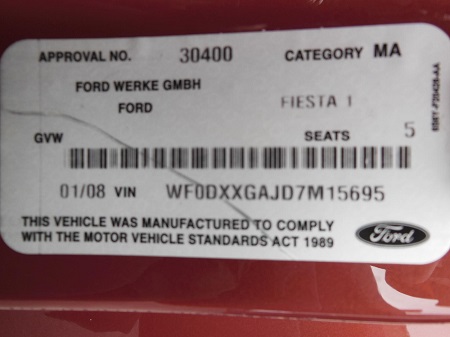 APPROVAL NO. 30400 CATEGORY MA
FORD WERKE GMBH
FORD FIESTA 1
GVW SEATS 5
01/08 VIN WF0DXXGAJD7M15695
THIS VEHICLE WAS MANUFACTURED TO COMPLY
WITH THE MOTOR VEHICLE STANDARDS ACT 1989
Ford